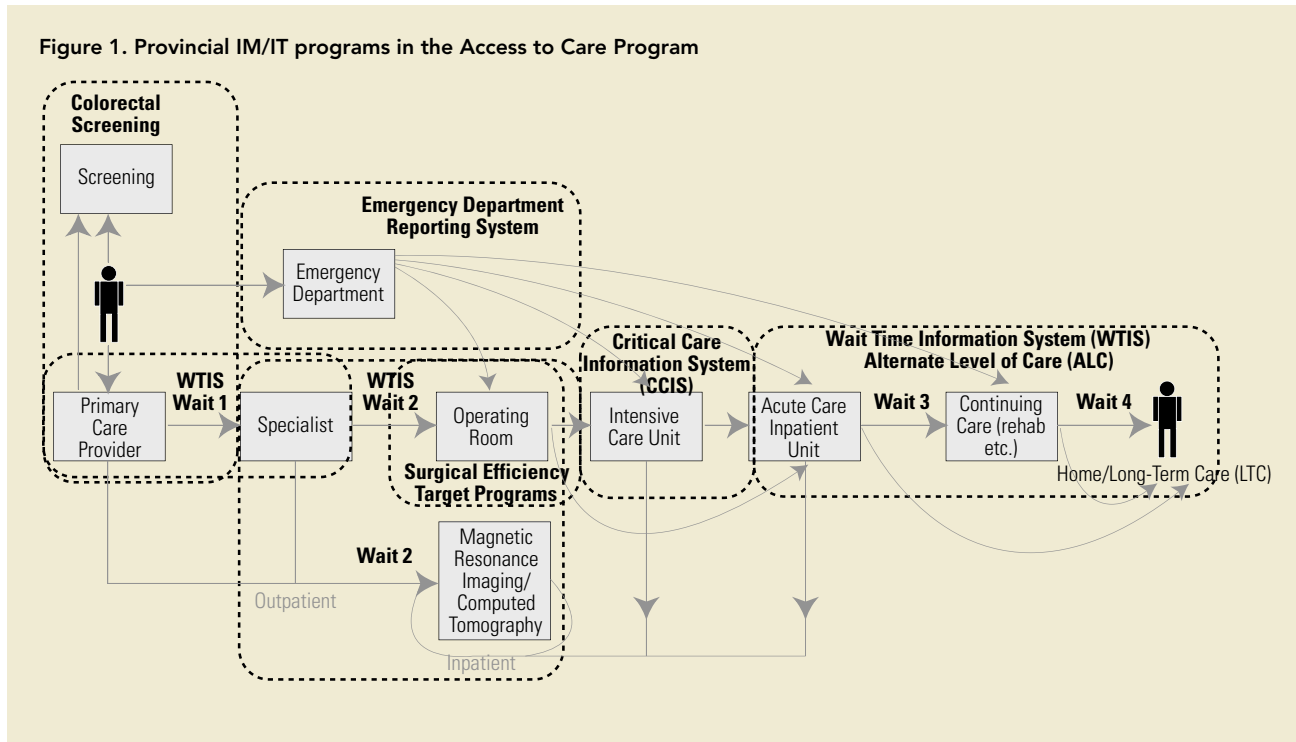 Figure 1. Provincial IM/IT programs in the Access to Care Program
Colorectal
Screening
Screening
Emergency Department
Reporting System
Emergency
Department
Critical Care
Information System
(CCIS)
Wait Time Information System (WTIS)
Alternate Level of Care (ALC)
WTIS
Wait 1
WTIS
Wait 2
Wait 3
Wait 4
Primary
Care
Provider
Specialist
Operating
Room
Intensive
Care Unit
Acute Care
Inpatient
Unit
Continuing
Care (rehab
etc.)
Surgical Efficiency
Target Programs
Home/Long-Term Care (LTC)
Wait 2
Magnetic
Resonance
Imaging/
Computed
Tomography
Outpatient
Inpatient